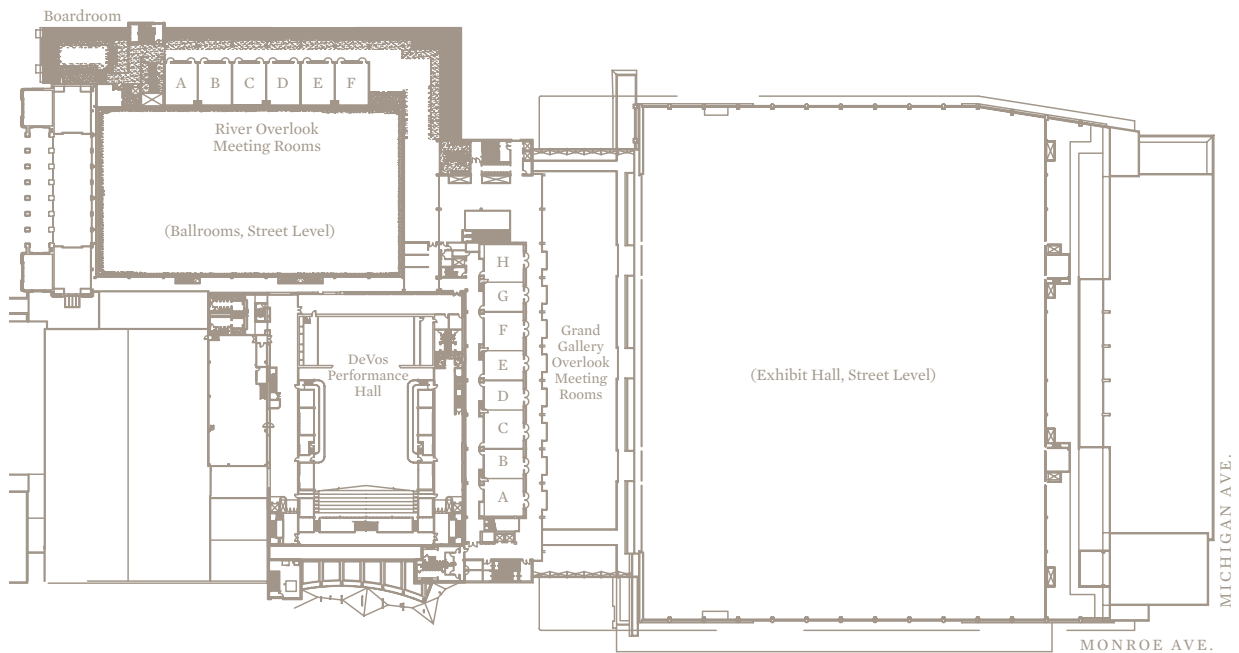 Boardroom
A B C D E F
River Overlook
Meeting Rooms
(Ballrooms, Street Level)
H
G
F
E
D
C
B
A
Grand
Gallery
Overlook
Meeting
Rooms
DeVos
Performance
Hall
(Exhibit Hall, Street Level)
MICHIGAN AVE.
MONROE AVE.